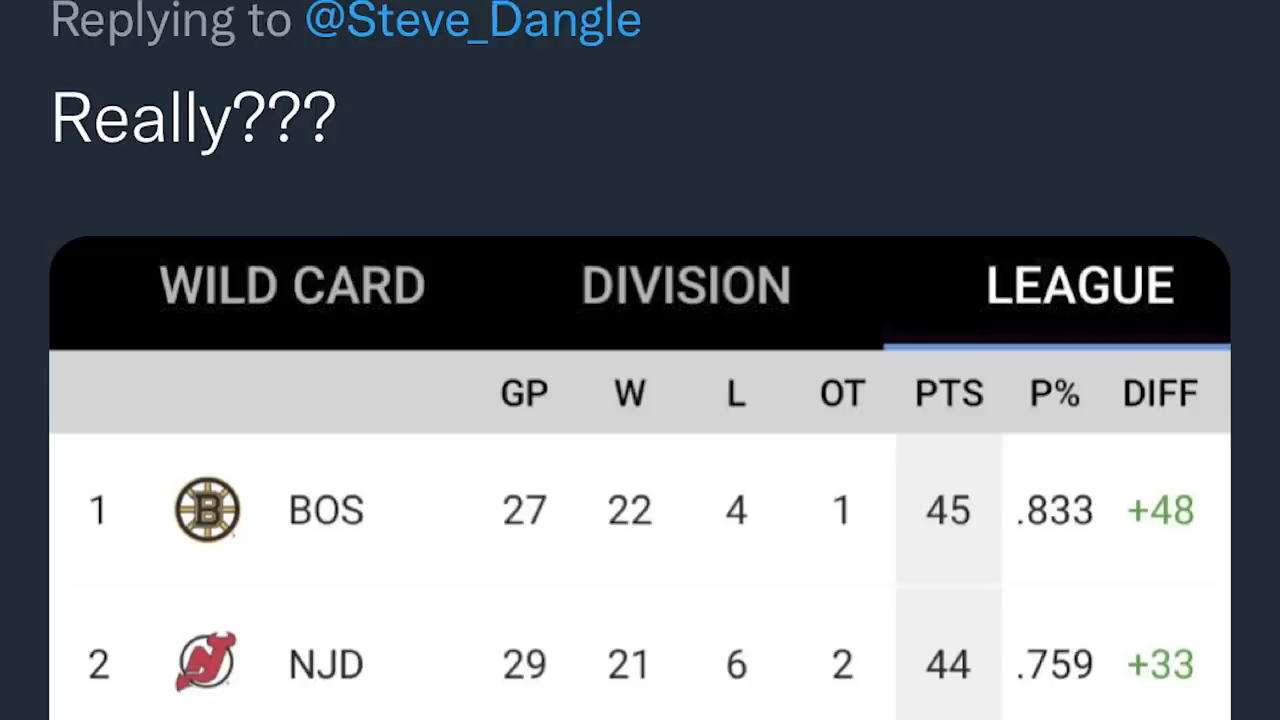 Replying to @Steve_Dangle
Really???
WILD CARD DIVISION LEAGUE
GP W L OT PTS P% DIFF
1 B BOS 27 22 4 1 45 .833 +48
2 NJ NJD 29 21 6 2 44 .759 +33